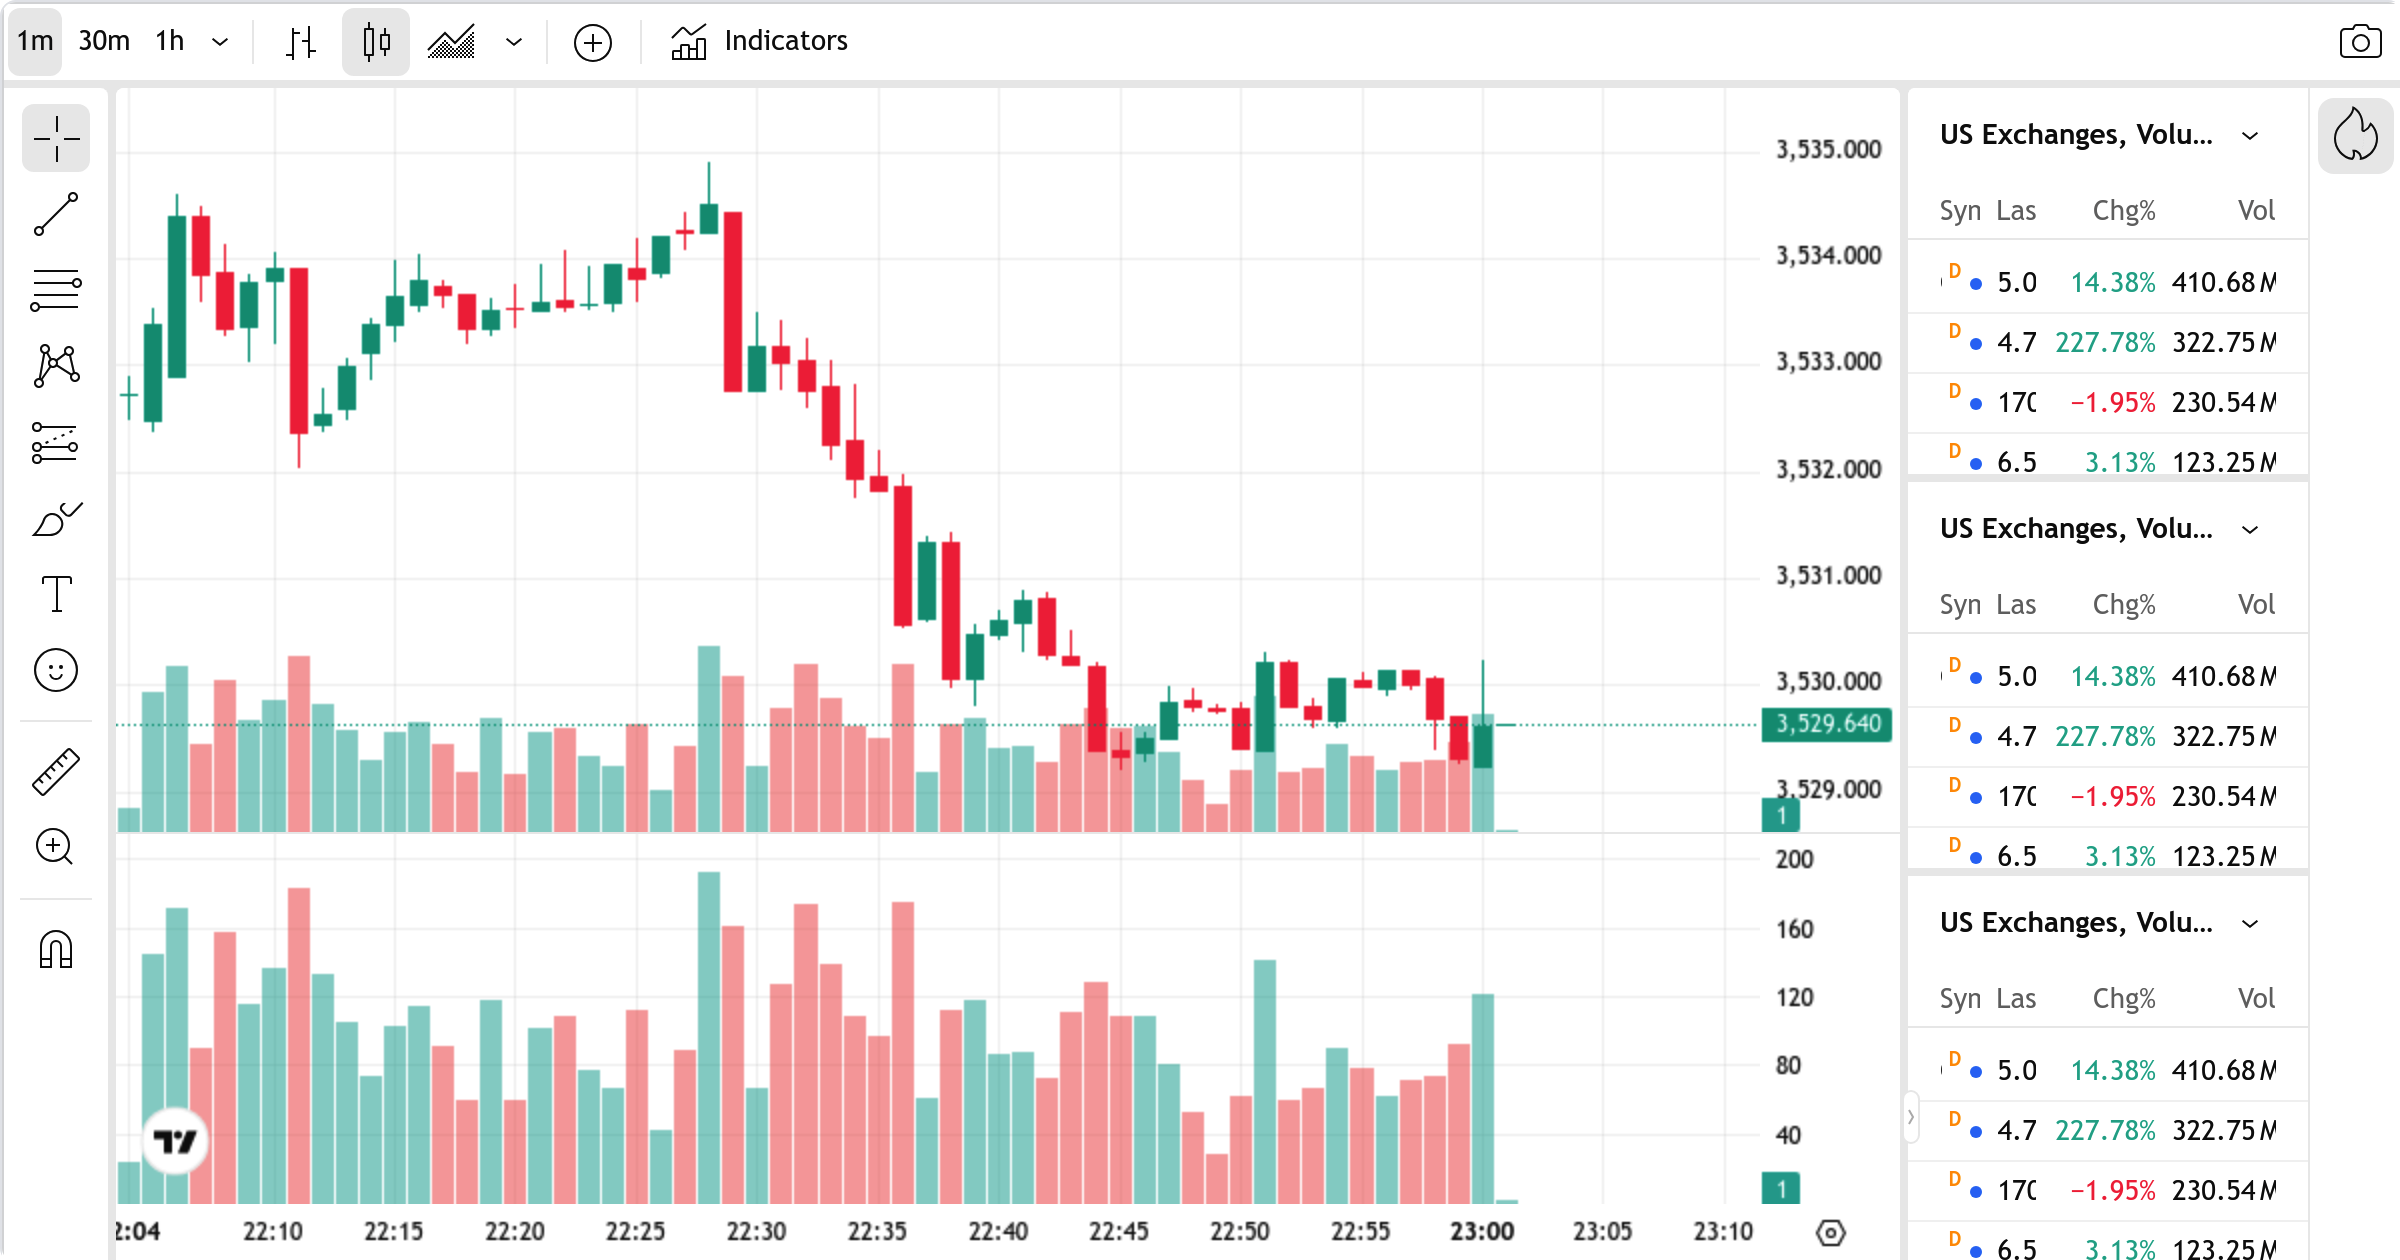 1m 30m 1h Indicators
3,535.000
3,534.000
3,533.000
3,532.000
3,531.000
3,530.000
3,529.640
3,529.000
1
200
160
120
80
40
1
22:10 22:15 22:20 22:25 22:30 22:35 22:40 22:45 22:50 22:55 23:00 23:05 23:10
US Exchanges, Volu...
Syn Las Chg% Vol
D 5.0 14.38% 410.68 M
D 4.7 227.78% 322.75 M
D 170 −1.95% 230.54 M
D 6.5 3.13% 123.25 M
US Exchanges, Volu...
Syn Las Chg% Vol
D 5.0 14.38% 410.68 M
D 4.7 227.78% 322.75 M
D 170 −1.95% 230.54 M
D 6.5 3.13% 123.25 M
US Exchanges, Volu...
Syn Las Chg% Vol
D 5.0 14.38% 410.68 M
D 4.7 227.78% 322.75 M
D 170 −1.95% 230.54 M
D 6.5 3.13% 123.25 M